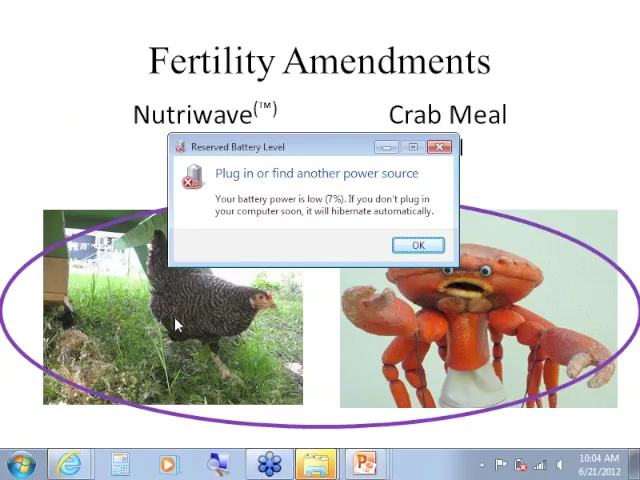 Fertility Amendments
Nutriwave(™)
Crab Meal
Reserved Battery Level
Plug in or find another power source
Your battery power is low (7%). If you don't plug in
your computer soon, it will hibernate automatically.
OK
10:04 AM
6/21/2012